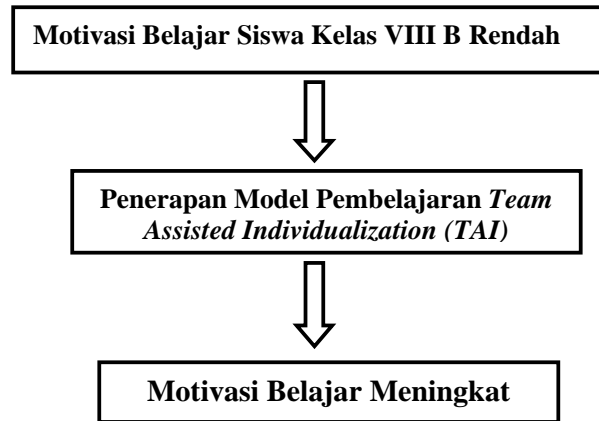 Motivasi Belajar Siswa Kelas VIII B Rendah
Penerapan Model Pembelajaran Team
Assisted Individualization (TAI)
Motivasi Belajar Meningkat